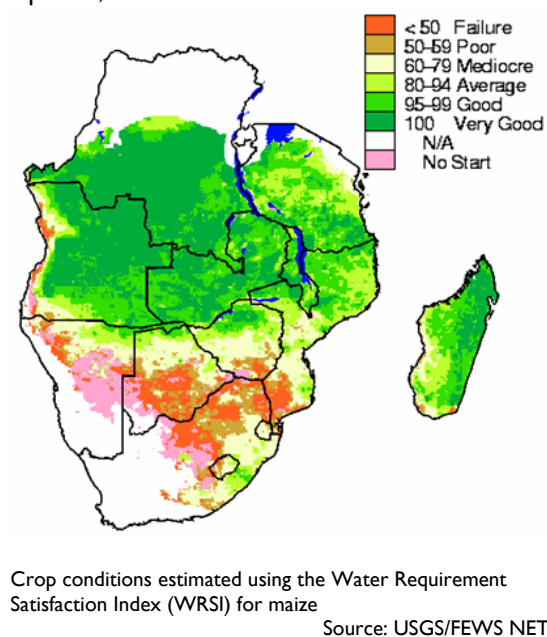 <50 Failure
50-59 Poor
60-79 Mediocre
80-94 Average
95-99 Good
100 Very Good
N/A
No Start
Crop conditions estimated using the Water Requirement
Satisfaction Index (WRSI) for maize
Source: USGS/FEWS NET